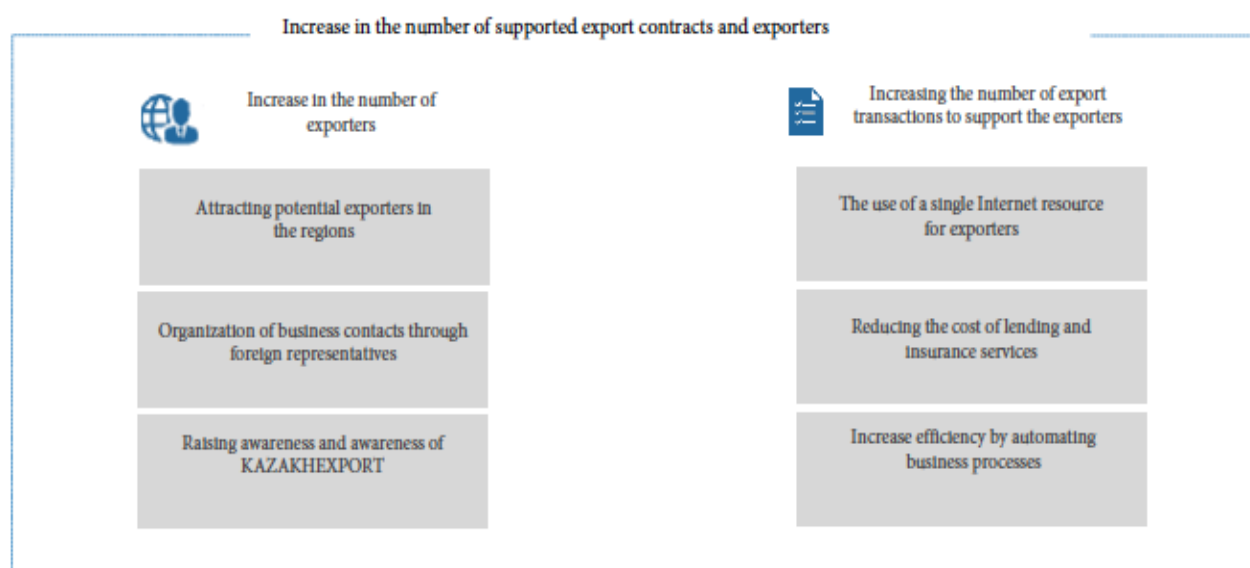 Increase in the number of supported export contracts and exporters
Increase in the number of
exporters
Attracting potential exporters in
the regions
Organization of business contacts through
foreign representatives
Raising awareness and awareness of
KAZAKHEXPORT
Increasing the number of export
transactions to support the exporters
The use of a single Internet resource
for exporters
Reducing the cost of lending and
insurance services
Increase efficiency by automating
business processes